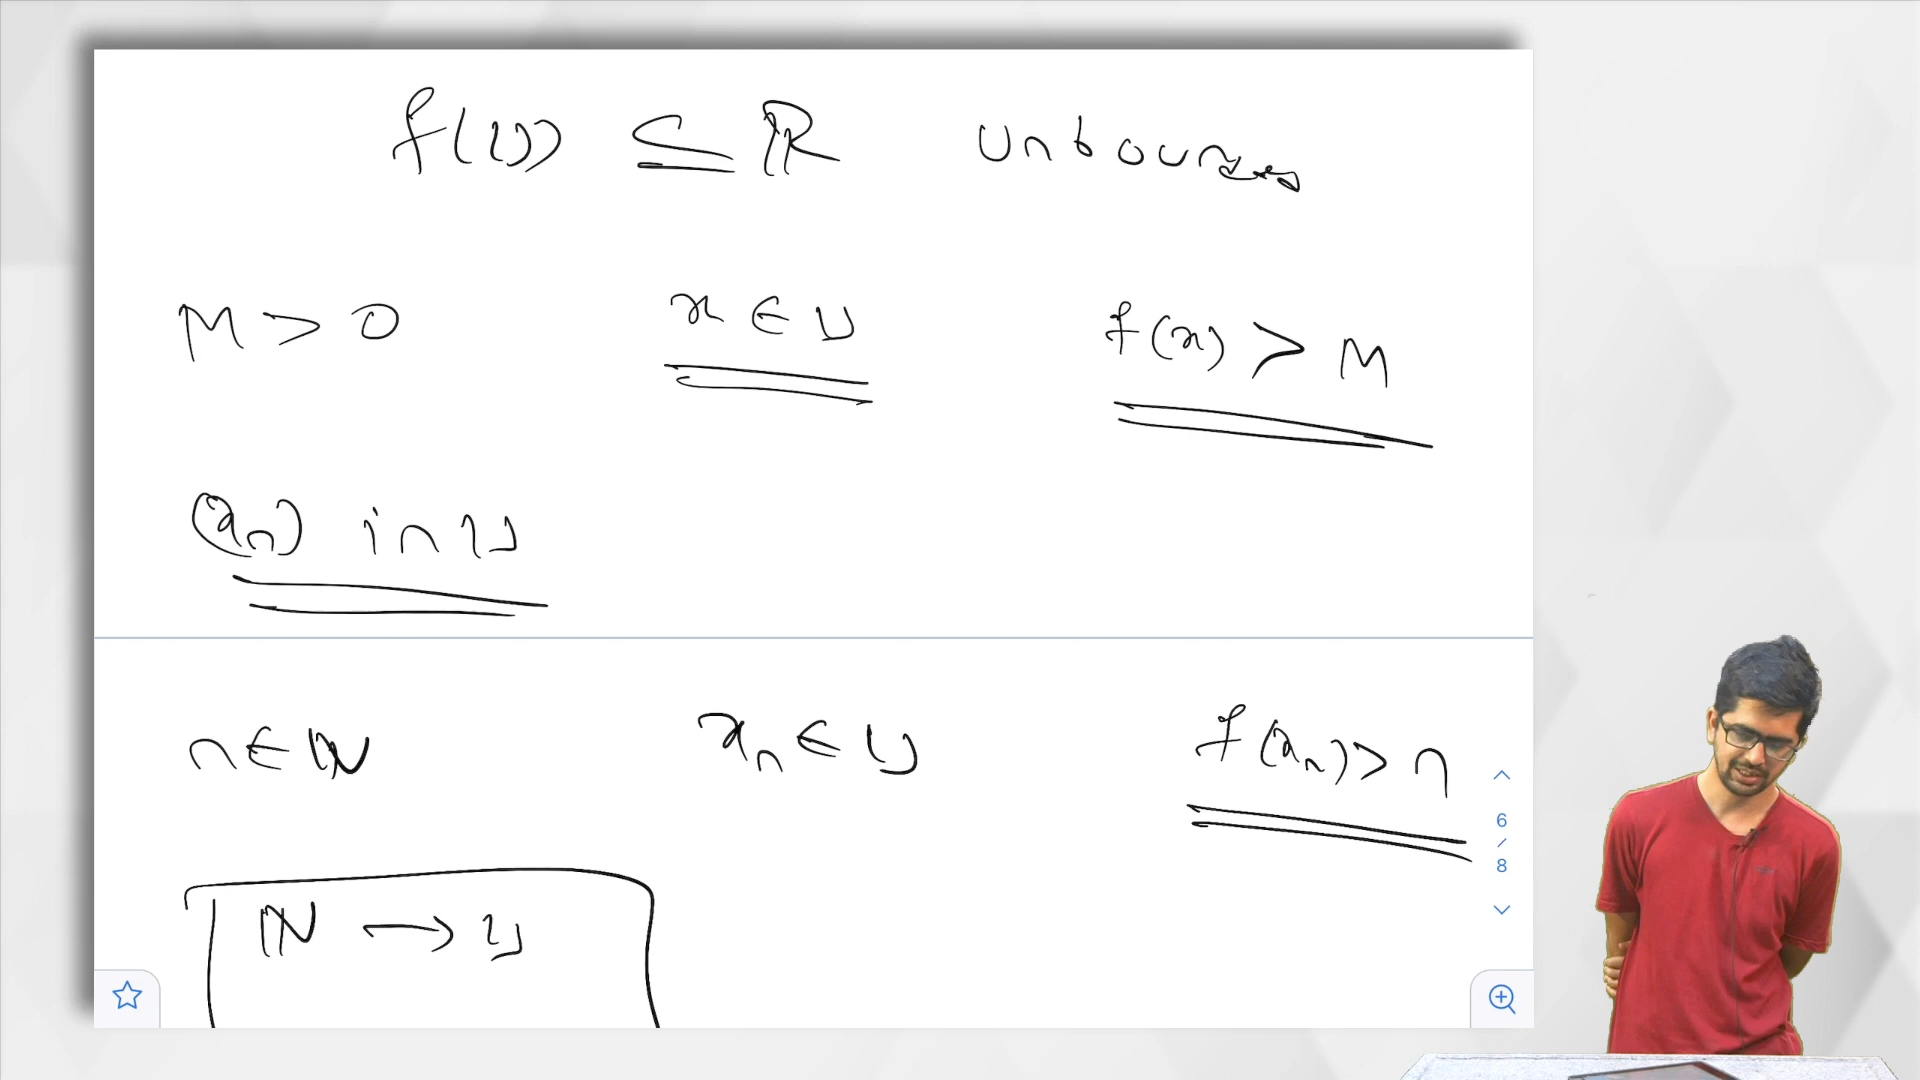 f(U) ⊆ ℝ unbounded
M > 0 x ∈ U f(x) > M
(xₙ) in U
n ∈ ℕ xₙ ∈ U f(xₙ) > n
6
/
8
ℕ → U